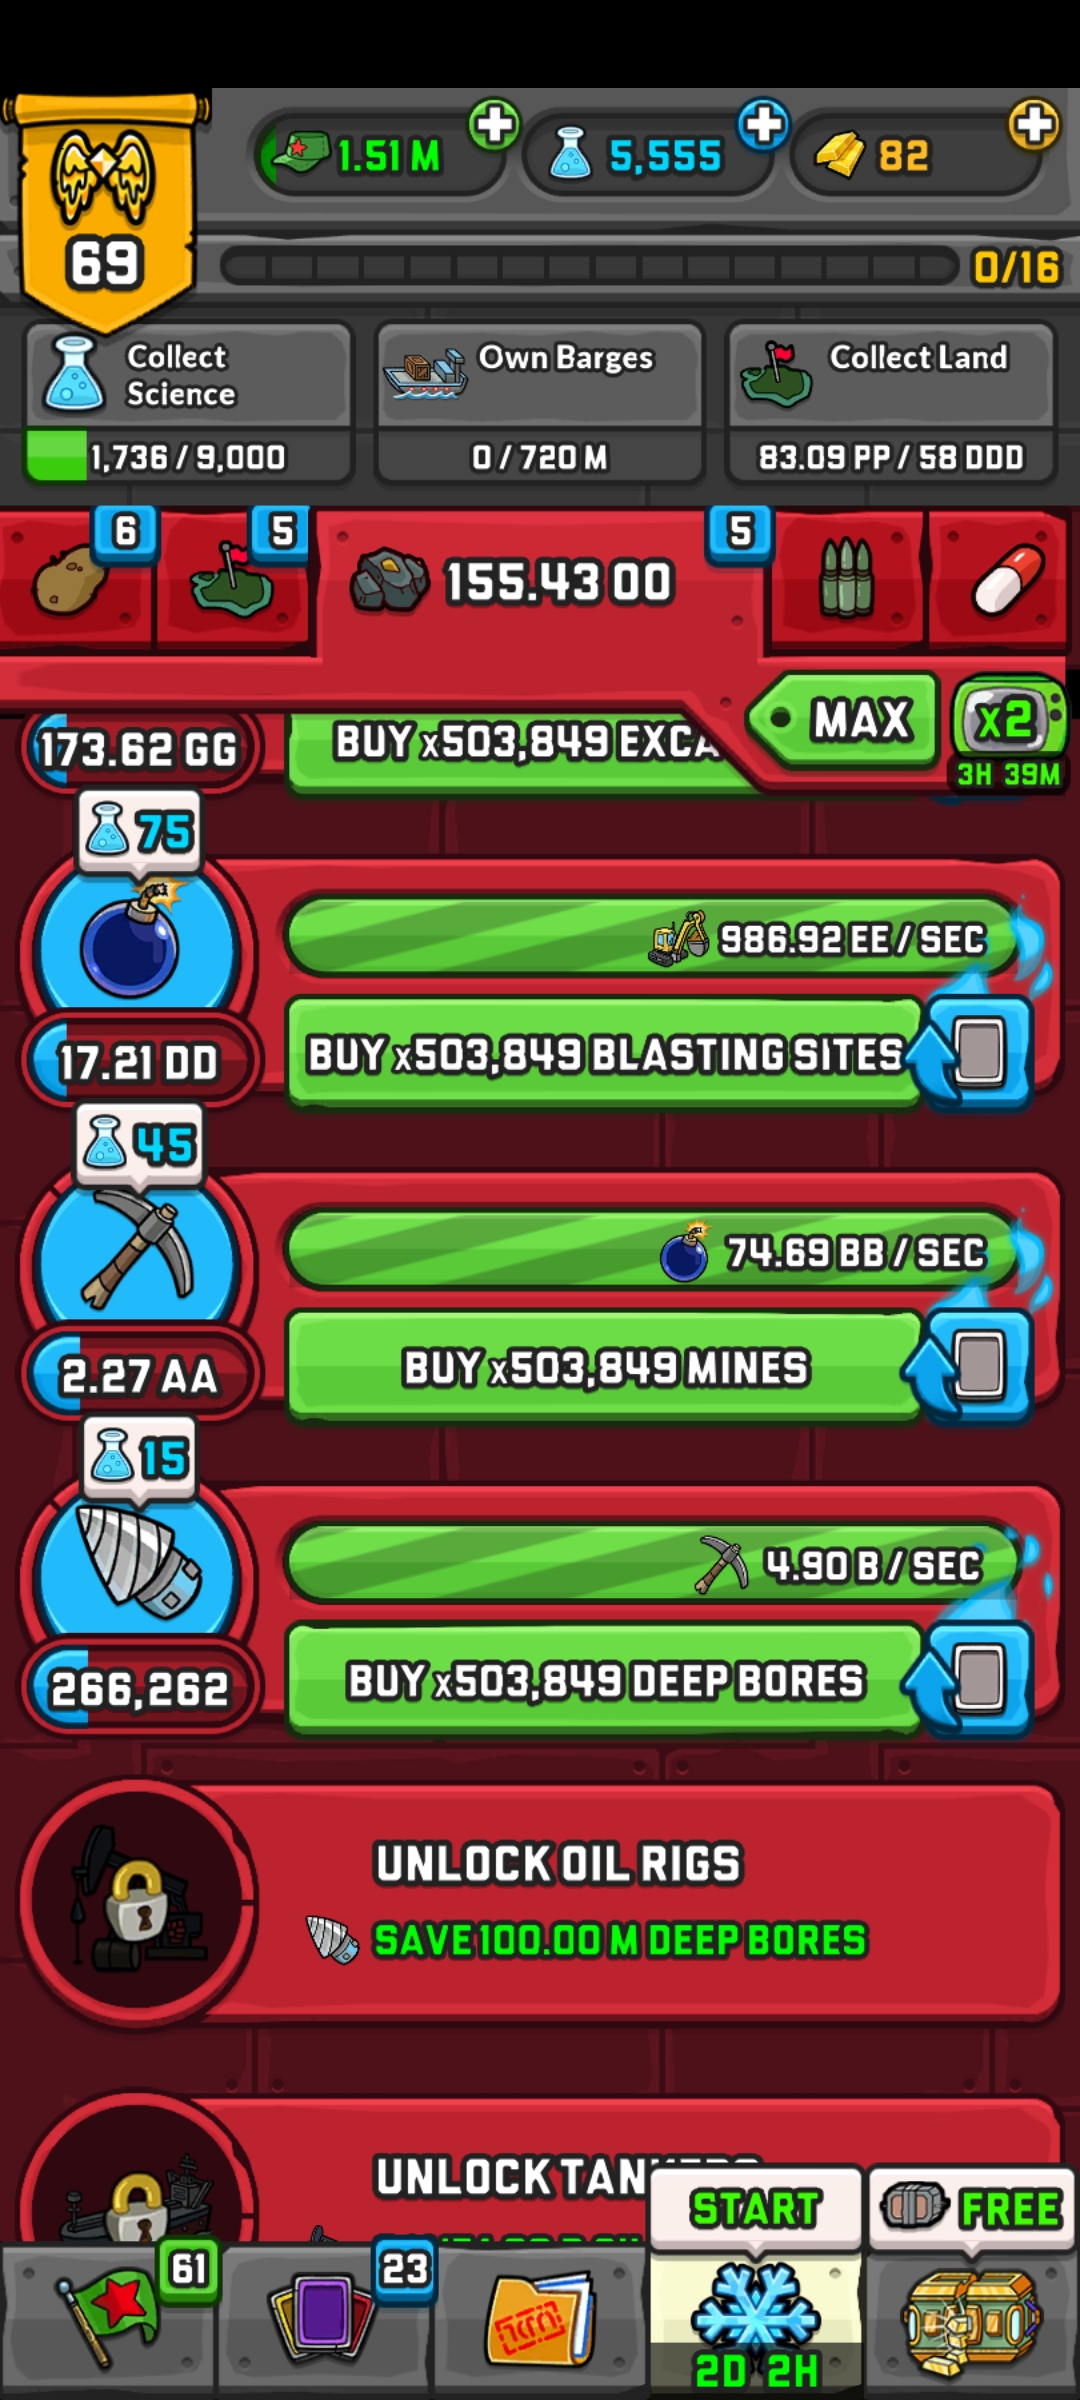 1.51 M
5,555
82
69
0/16
Collect
Science
1,736 / 9,000
Own Barges
0 / 720 M
Collect Land
83.09 PP / 58 DDD
6
5
155.43 OO
5
MAX
x2
3H 39M
173.62 GG
BUY x503,849 EXCA
75
986.92 EE / SEC
17.21 DD
BUY x503,849 BLASTING SITES
45
74.69 BB / SEC
2.27 AA
BUY x503,849 MINES
15
4.90 B / SEC
266,262
BUY x503,849 DEEP BORES
UNLOCK OIL RIGS
SAVE 100.00 M DEEP BORES
UNLOCK TANKERS
START
FREE
61
23
2D 2H